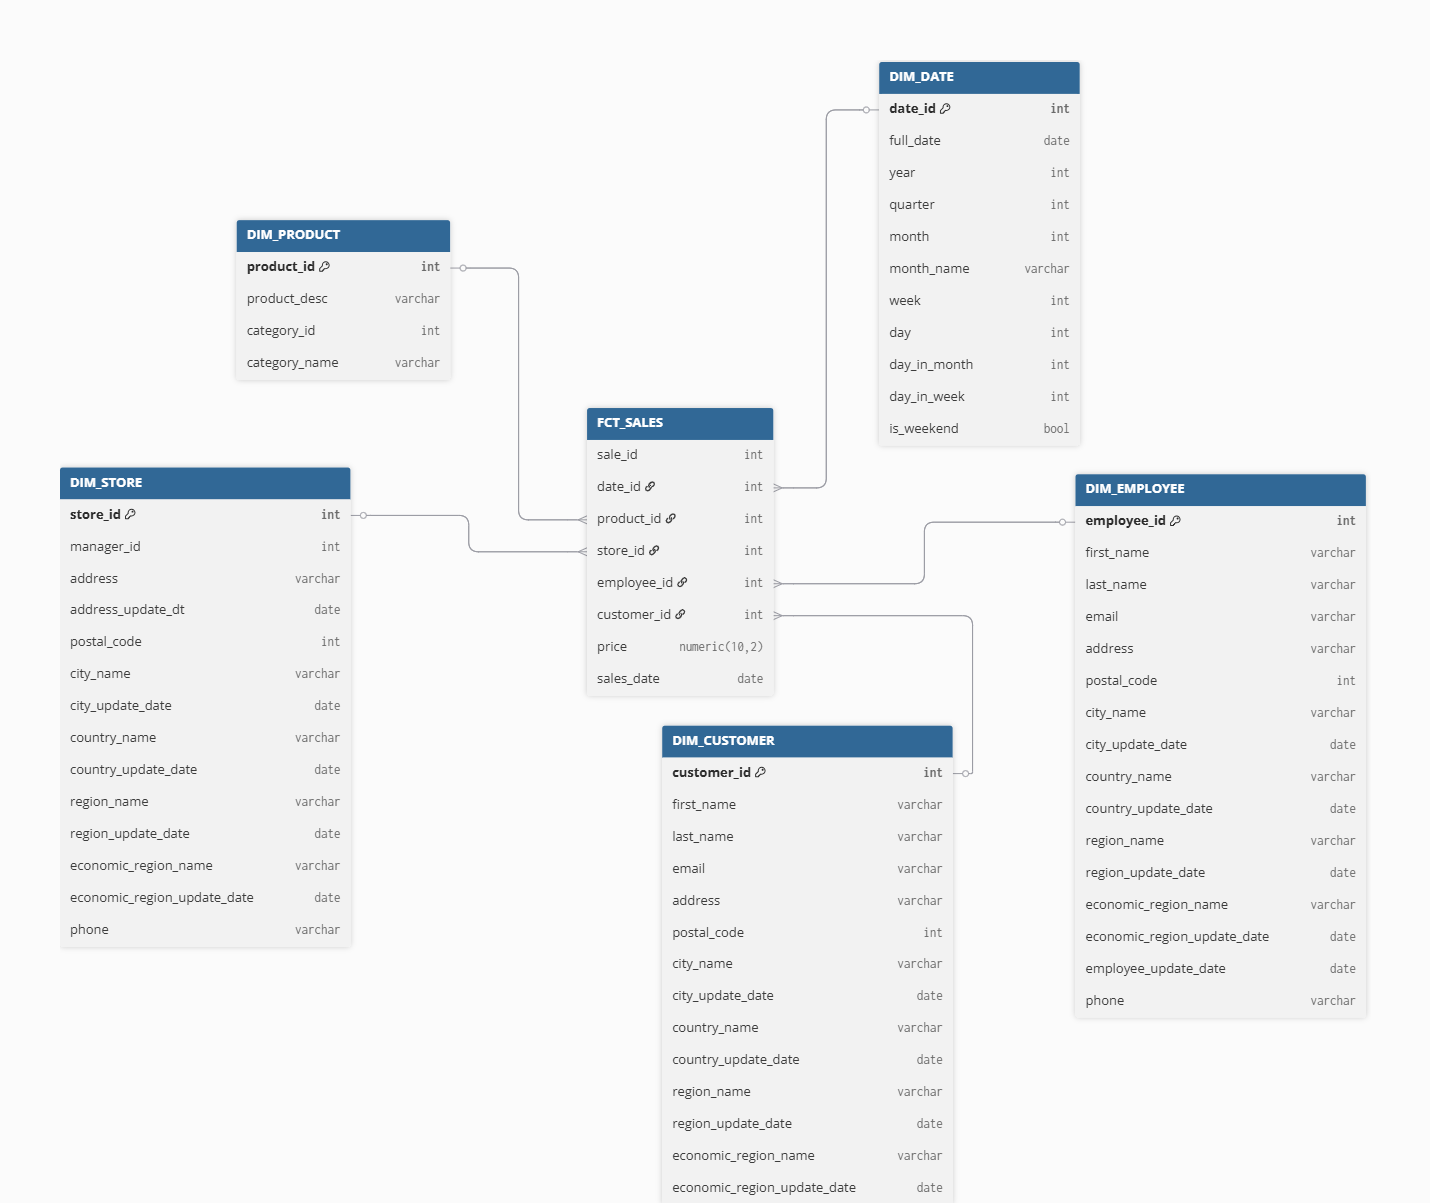 DIM_DATE
date_id int
full_date date
year int
quarter int
month int
month_name varchar
week int
day int
day_in_month int
day_in_week int
is_weekend bool
DIM_PRODUCT
product_id int
product_desc varchar
category_id int
category_name varchar
FCT_SALES
sale_id int
date_id int
product_id int
store_id int
employee_id int
customer_id int
price numeric(10,2)
sales_date date
DIM_STORE
store_id int
manager_id int
address varchar
address_update_dt date
postal_code int
city_name varchar
city_update_date date
country_name varchar
country_update_date date
region_name varchar
region_update_date date
economic_region_name varchar
economic_region_update_date date
phone varchar
DIM_EMPLOYEE
employee_id int
first_name varchar
last_name varchar
email varchar
address varchar
postal_code int
city_name varchar
city_update_date date
country_name varchar
country_update_date date
region_name varchar
region_update_date date
economic_region_name varchar
economic_region_update_date date
employee_update_date date
phone varchar
DIM_CUSTOMER
customer_id int
first_name varchar
last_name varchar
email varchar
address varchar
postal_code int
city_name varchar
city_update_date date
country_name varchar
country_update_date date
region_name varchar
region_update_date date
economic_region_name varchar
economic_region_update_date date